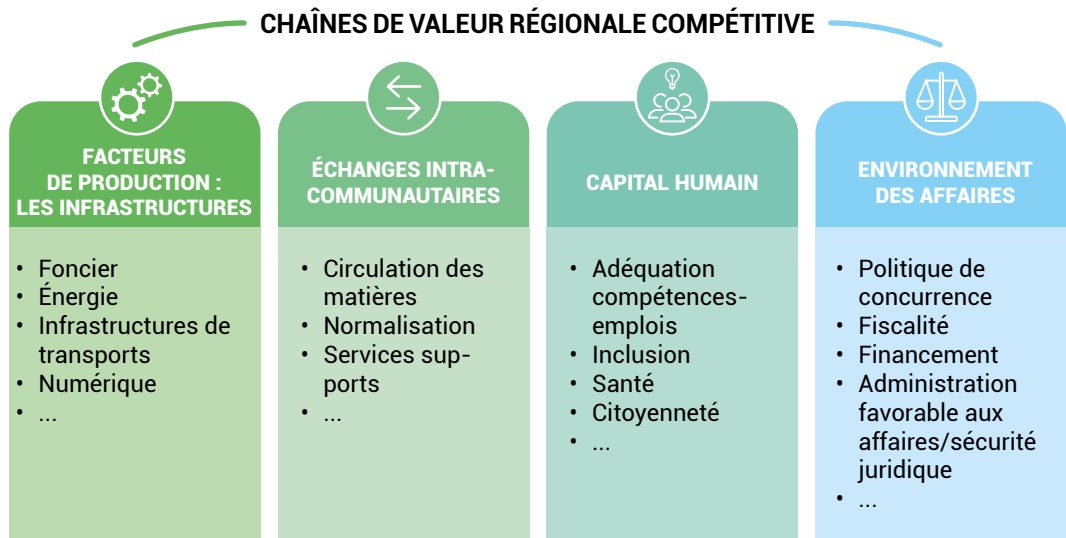 CHAÎNES DE VALEUR RÉGIONALE COMPÉTITIVE
FACTEURS
DE PRODUCTION :
LES INFRASTRUCTURES
• Foncier
• Énergie
• Infrastructures de
transports
• Numérique
• ...
ÉCHANGES INTRA-
COMMUNAUTAIRES
• Circulation des
matières
• Normalisation
• Services sup-
ports
• ...
CAPITAL HUMAIN
• Adéquation
compétences-
emplois
• Inclusion
• Santé
• Citoyenneté
• ...
ENVIRONNEMENT
DES AFFAIRES
• Politique de
concurrence
• Fiscalité
• Financement
• Administration
favorable aux
affaires/sécurité
juridique
• ...